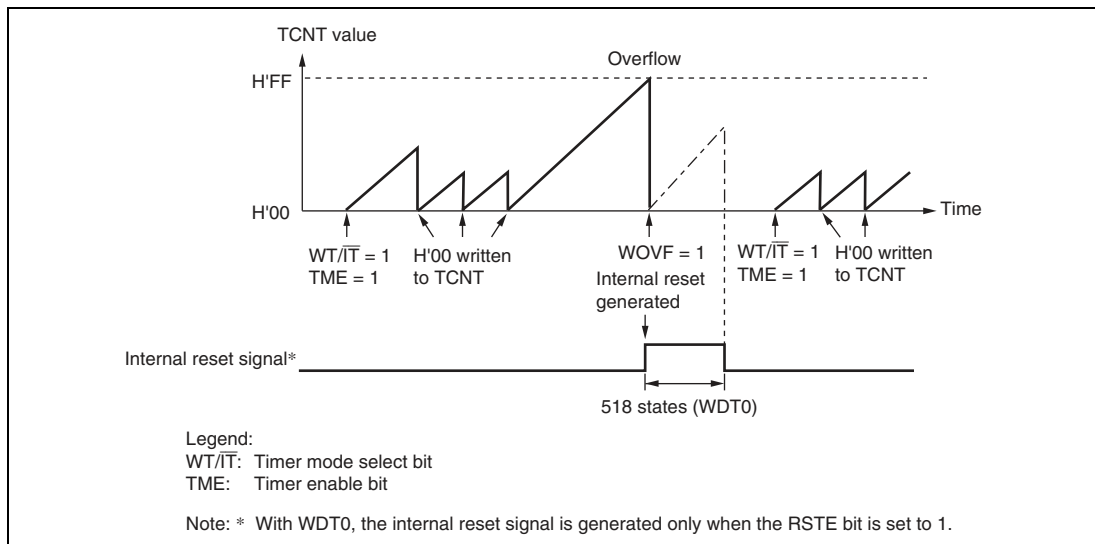 TCNT value
Overflow
H'FF
H'00
Time
WT/I̅T̅ = 1
TME = 1
H'00 written
to TCNT
WOVF = 1
Internal reset
generated
WT/I̅T̅ = 1
TME = 1
H'00 written
to TCNT
Internal reset signal*
518 states (WDT0)
Legend:
WT/I̅T̅: Timer mode select bit
TME: Timer enable bit
Note: * With WDT0, the internal reset signal is generated only when the RSTE bit is set to 1.